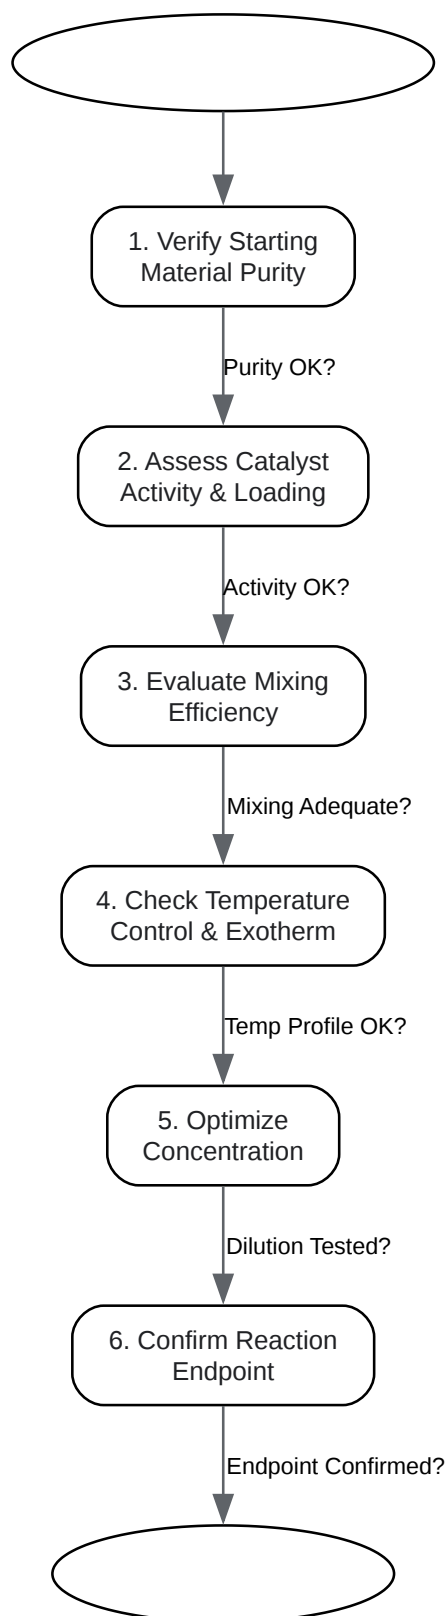 1. Verify Starting
Material Purity
Purity OK?
2. Assess Catalyst
Activity & Loading
Activity OK?
3. Evaluate Mixing
Efficiency
Mixing Adequate?
4. Check Temperature
Control & Exotherm
Temp Profile OK?
5. Optimize
Concentration
Dilution Tested?
6. Confirm Reaction
Endpoint
Endpoint Confirmed?